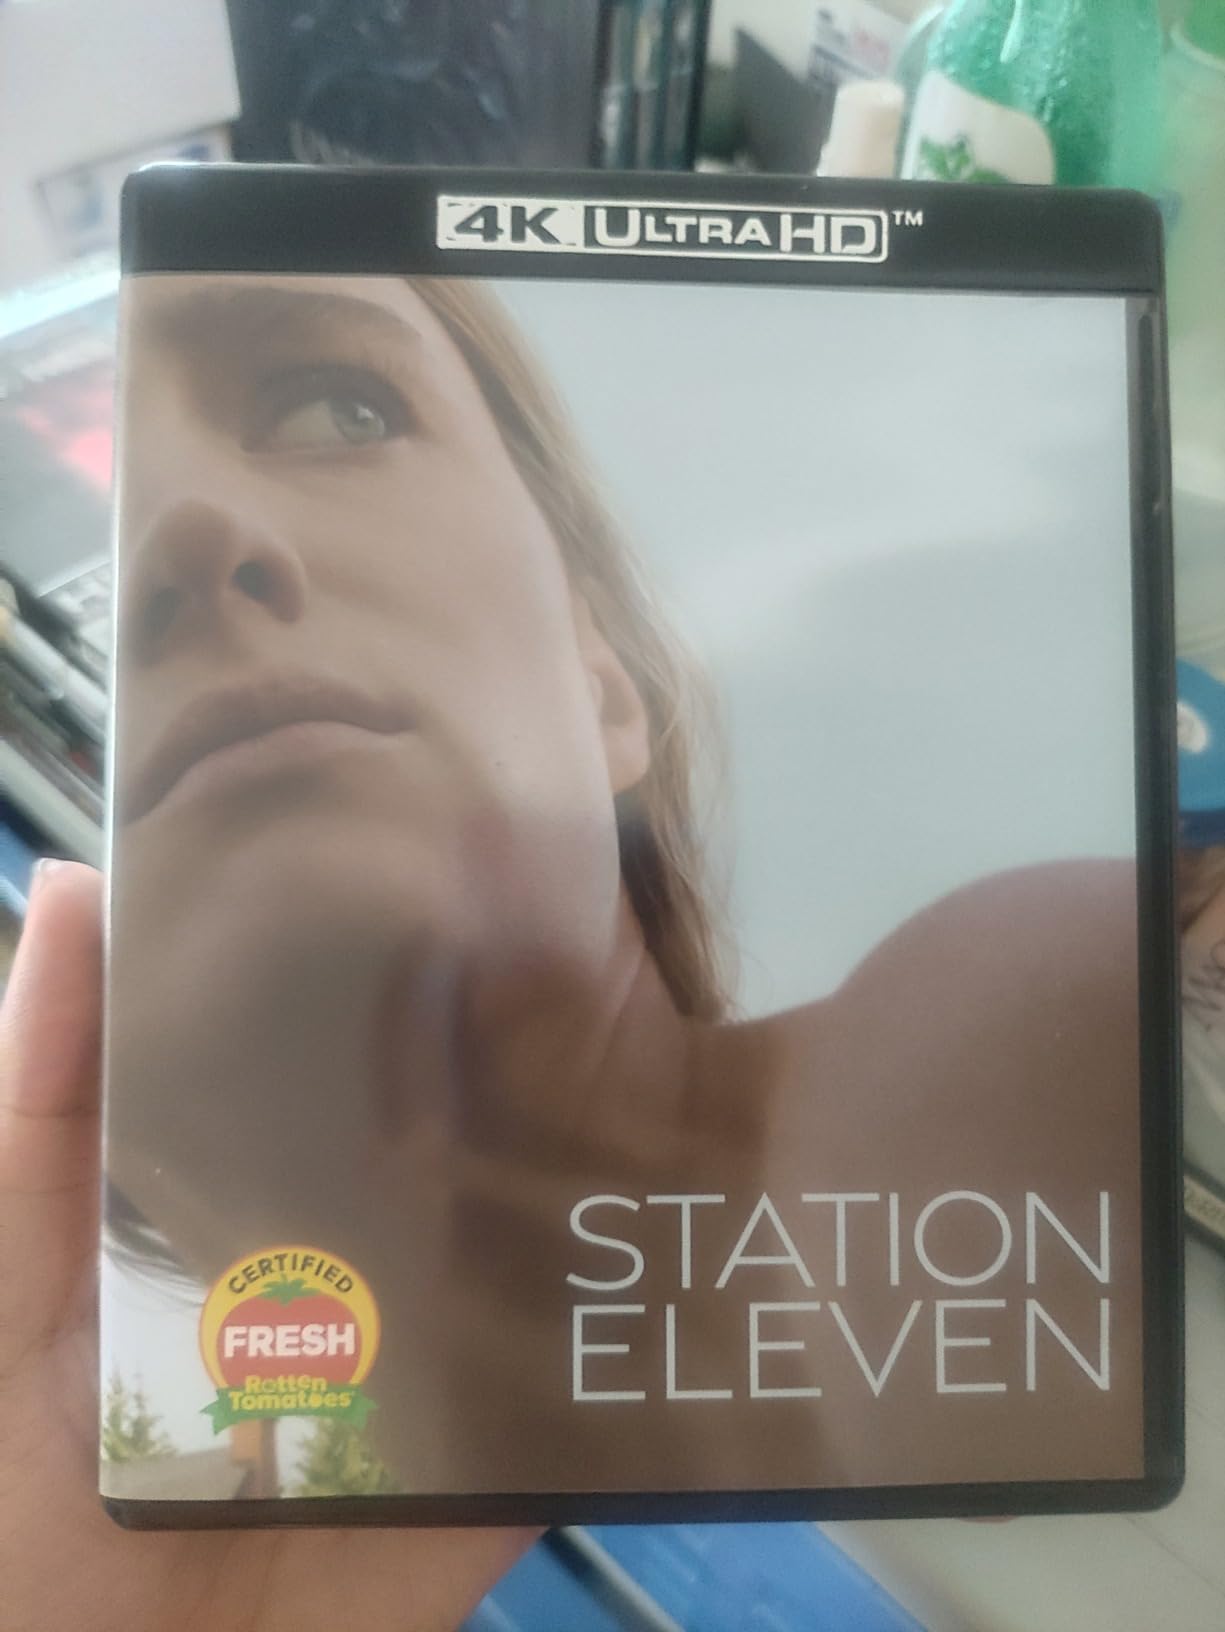 4K ULTRA HD™
STATION
ELEVEN
CERTIFIED
FRESH
Rotten
Tomatoes